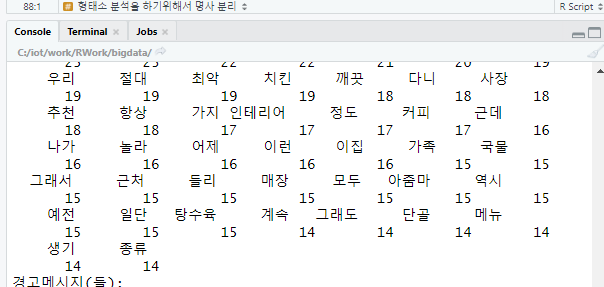 88:1 # 형태소 분석을 하기위해서 명사 분리 R Script
Console Terminal Jobs
C:/iot/work/RWork/bigdata/
22 22 21 20 19
우리 절대 최악 치킨 깨끗 다니 사장
19 19 19 19 18 18 18
추천 항상 가지 인테리어 정도 커피 근데
18 18 17 17 17 17 16
나가 놀라 어제 이런 이집 가족 국물
16 16 16 16 16 15 15
그래서 근처 들리 매장 모두 아줌마 역시
15 15 15 15 15 15 15
예전 일단 탕수육 계속 그래도 단골 메뉴
15 15 15 14 14 14 14
생기 종류
14 14
경고메시지(들):